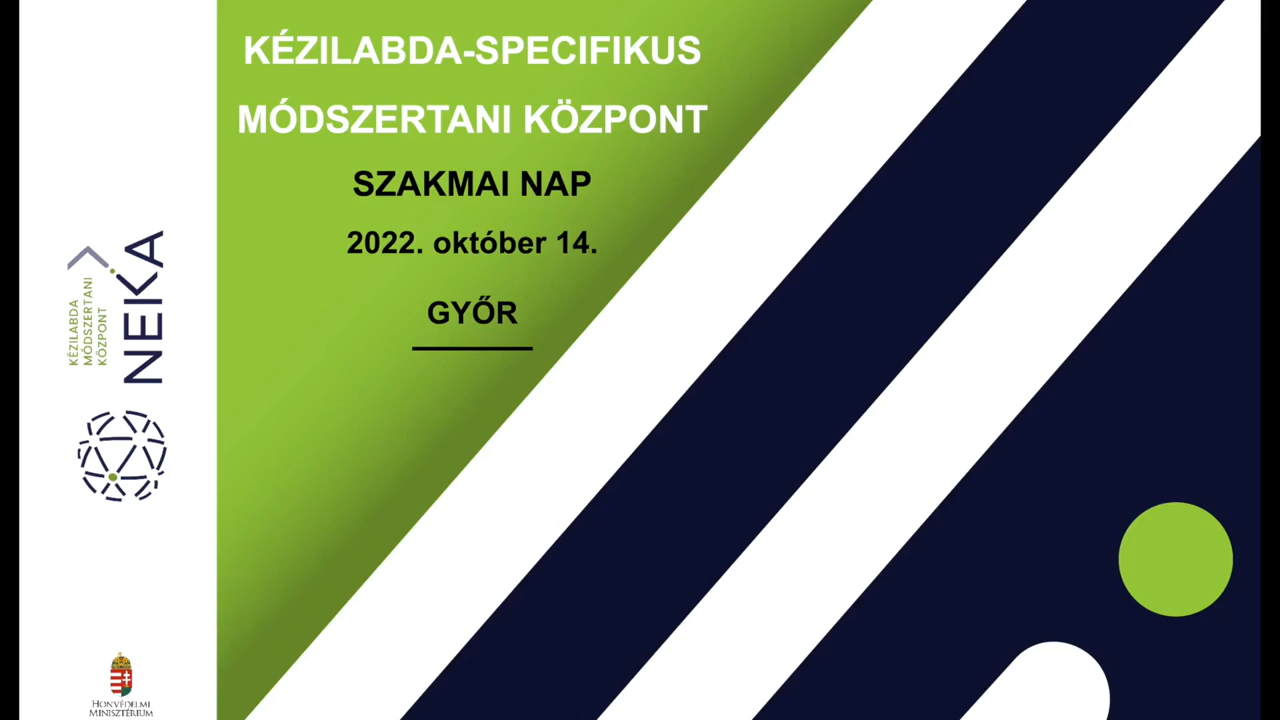 KÉZILABDA-SPECIFIKUS
MÓDSZERTANI KÖZPONT
SZAKMAI NAP
2022. október 14.
GYŐR
KÉZILABDA
MÓDSZERTANI
KÖZPONT
NEKA
HONVÉDELMI
MINISZTÉRIUM